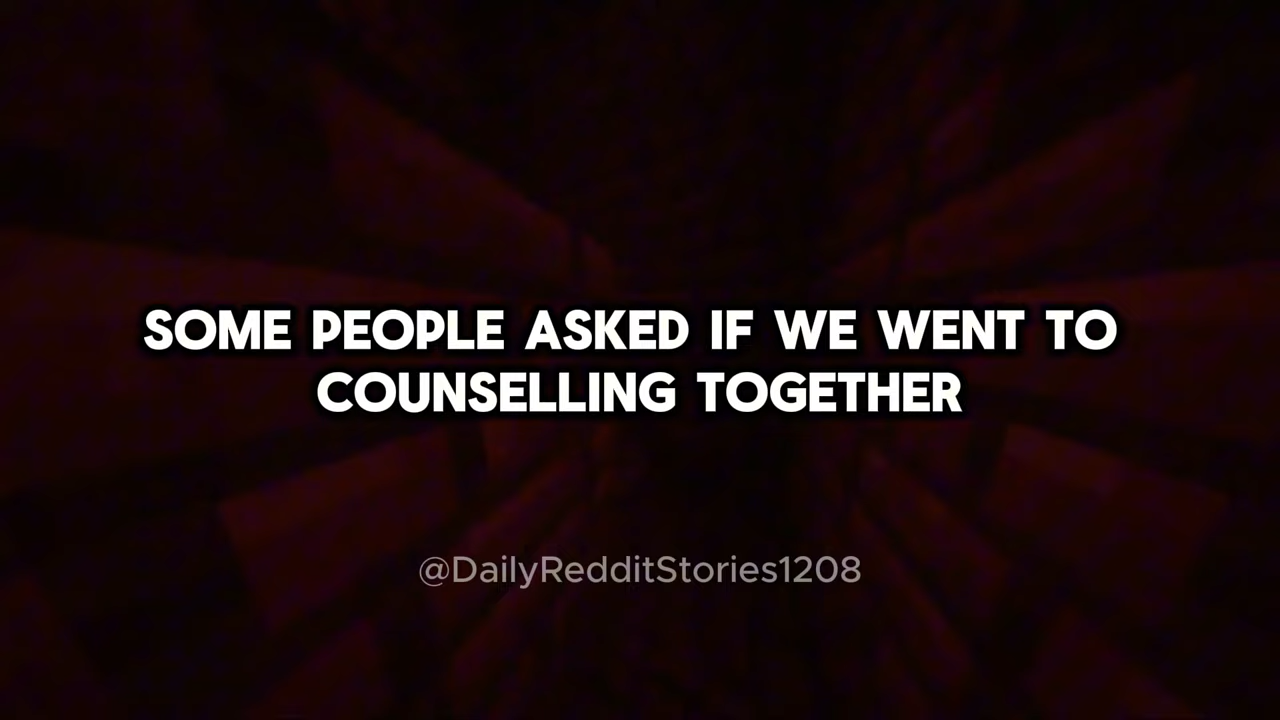 SOME PEOPLE ASKED IF WE WENT TO
COUNSELLING TOGETHER
@DailyRedditStories1208